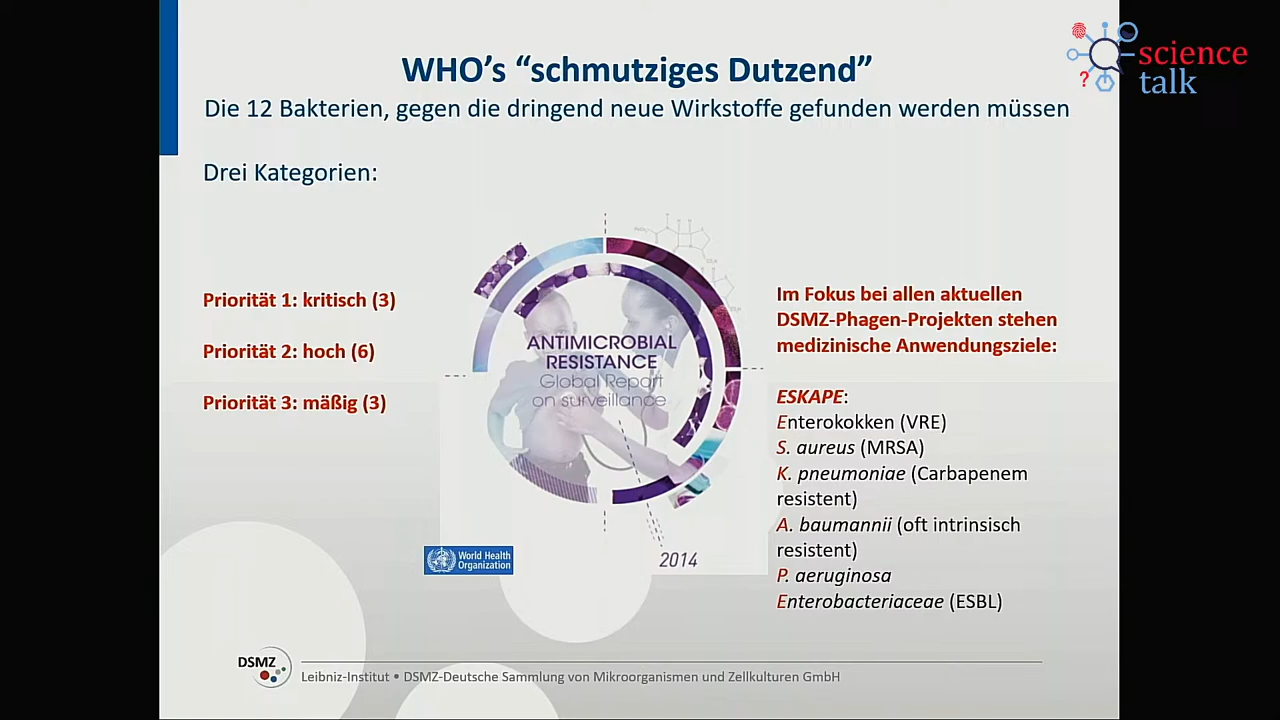 science
talk
?
WHO’s “schmutziges Dutzend”
Die 12 Bakterien, gegen die dringend neue Wirkstoffe gefunden werden müssen
Drei Kategorien:
Priorität 1: kritisch (3)
Priorität 2: hoch (6)
Priorität 3: mäßig (3)
ANTIMICROBIAL
RESISTANCE
Global Report
on surveillance
World Health
Organization
2014
Im Fokus bei allen aktuellen
DSMZ-Phagen-Projekten stehen
medizinische Anwendungsziele:
ESKAPE:
Enterokokken (VRE)
S. aureus (MRSA)
K. pneumoniae (Carbapenem
resistent)
A. baumannii (oft intrinsisch
resistent)
P. aeruginosa
Enterobacteriaceae (ESBL)
DSMZ
Leibniz-Institut • DSMZ-Deutsche Sammlung von Mikroorganismen und Zellkulturen GmbH